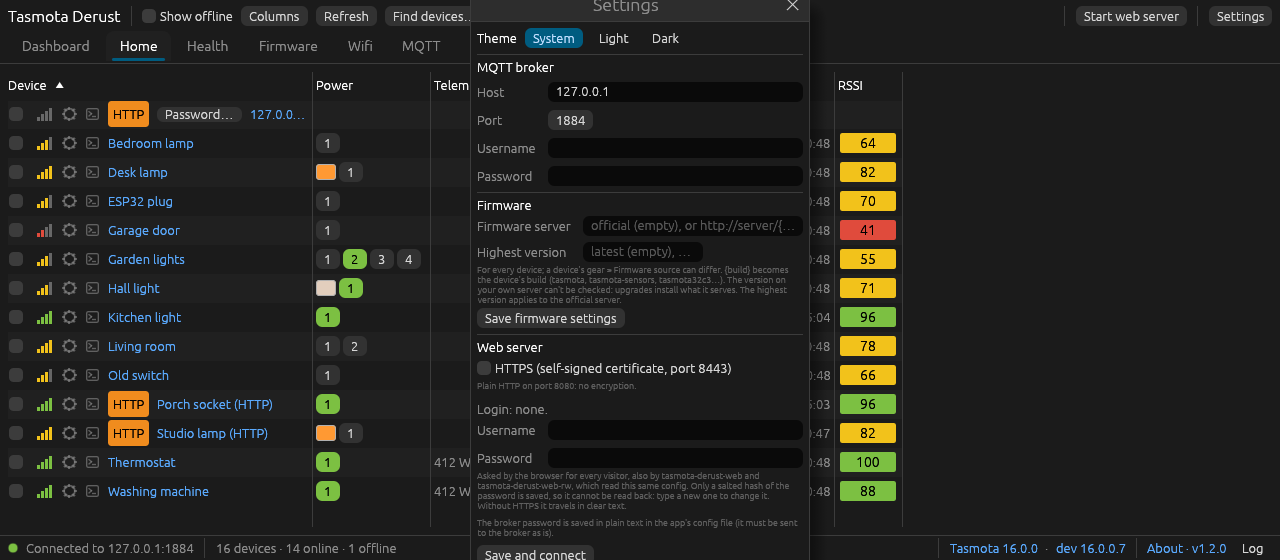 Tasmota Derust
Show offline
Columns
Refresh
Find devices..
Settings
Start web server
Settings
Dashboard
Home
Health
Firmware
Wifi
MQTT
Theme
System
Light
Dark
MQTT broker
Host
127.0.0.1
Port
1884
Username
Password
Firmware
Firmware server
official (empty), or http://server/{...
Highest version
latest (empty), ...
For every device; a device's gear » Firmware source can differ. {build} becomes
the device's build (tasmota, tasmota-sensors, tasmota32c3...). The version on
your own server can't be checked: upgrades install what it serves. The highest
version applies to the official server.
Save firmware settings
Web server
HTTPS (self-signed certificate, port 8443)
Plain HTTP on port 8080: no encryption.
Login: none.
Username
Password
Asked by the browser for every visitor, also by tasmota-derust-web and
tasmota-derust-web-rw, which read this same config. Only a salted hash of the
password is saved, so it cannot be read back: type a new one to change it.
Without HTTPS it travels in clear text.
The broker password is saved in plain text in the app's config file (it must be sent
to the broker as is).
Save and connect
Device ▲
Power
Telem
RSSI
HTTP Password... 127.0.0...
Bedroom lamp 1 :48 64
Desk lamp 1 :48 82
ESP32 plug 1 :48 70
Garage door 1 :48 41
Garden lights 1 2 3 4 :48 55
Hall light 1 :48 71
Kitchen light 1 :04 96
Living room 1 2 :48 78
Old switch 1 :48 66
HTTP Porch socket (HTTP) 1 :03 96
HTTP Studio lamp (HTTP) 1 :47 82
Thermostat 1 412 W :48 100
Washing machine 1 412 W :48 88
Connected to 127.0.0.1:1884
16 devices · 14 online · 1 offline
Tasmota 16.0.0 · dev 16.0.0.7
About · v1.2.0
Log